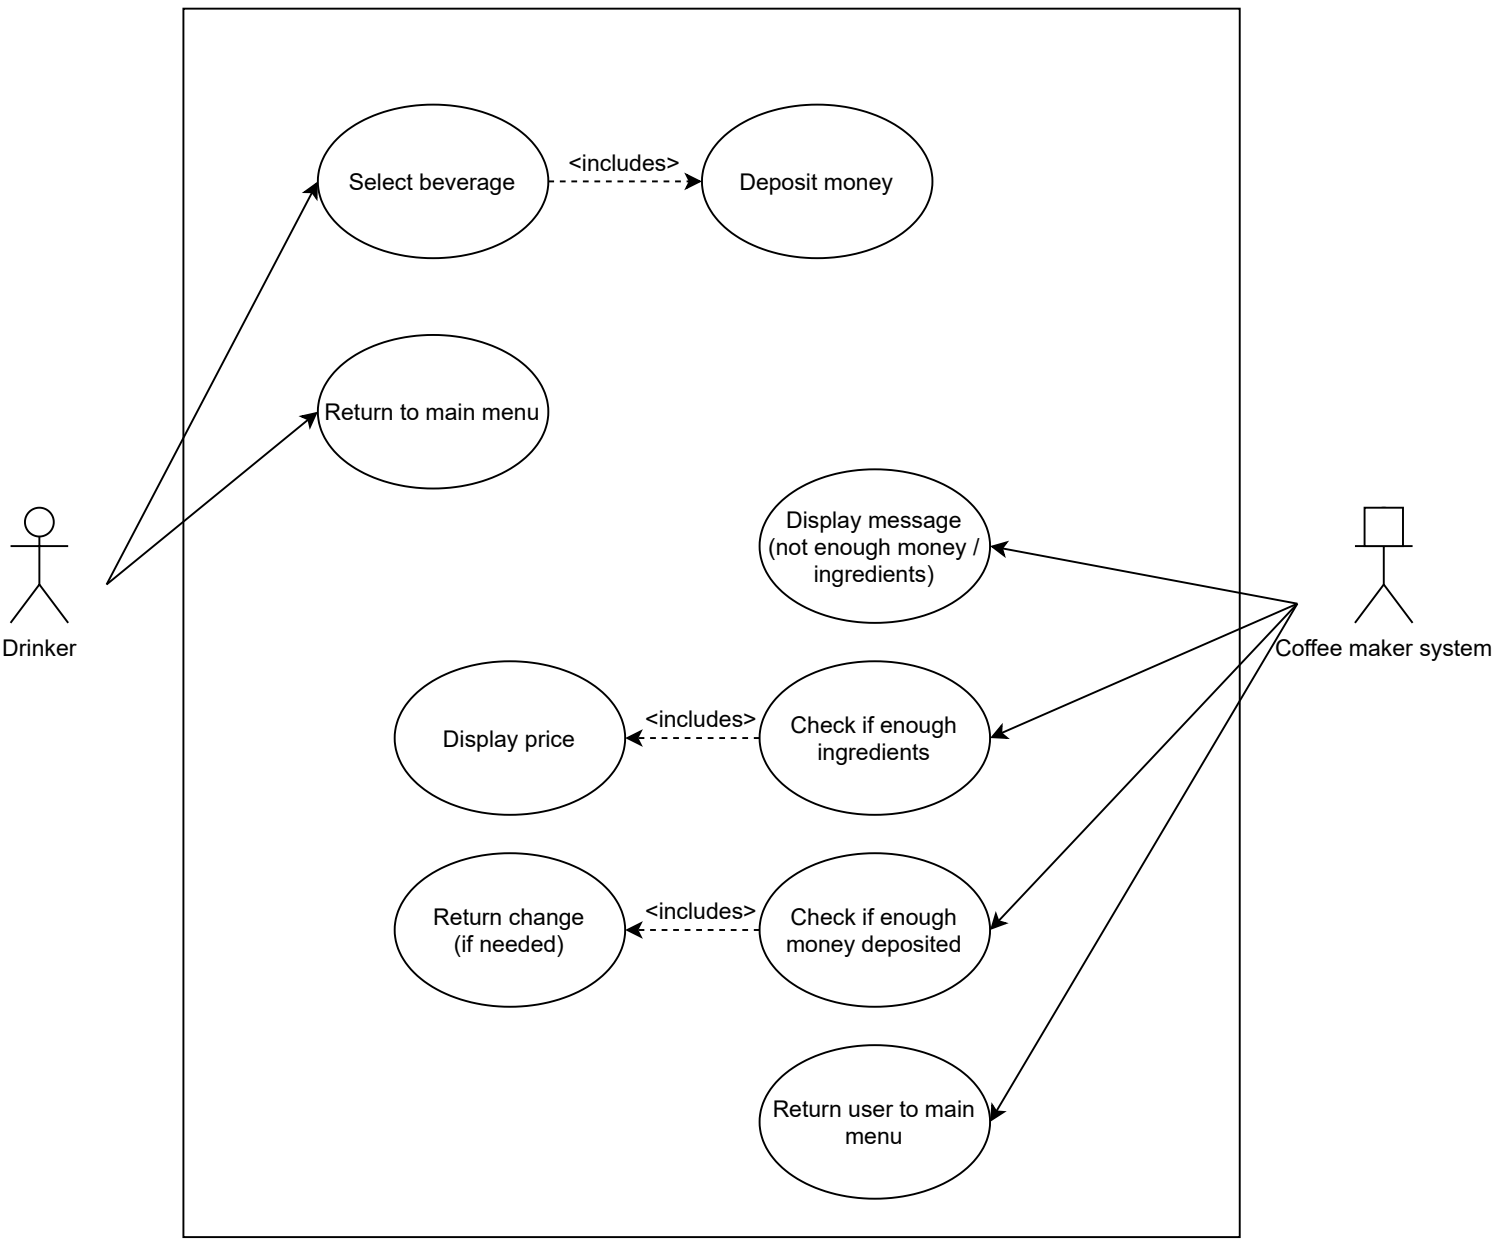 <includes>
Select beverage
Deposit money
Return to main menu
Display message
(not enough money /
ingredients)
Drinker
Coffee maker system
<includes>
Display price
Check if enough
ingredients
<includes>
Return change
(if needed)
Check if enough
money deposited
Return user to main
menu